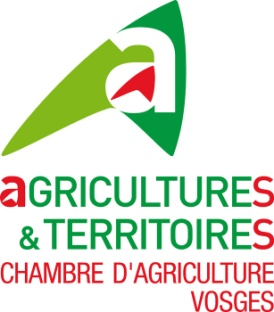 a
aGRICULTURES
& TERRITOIRES
CHAMBRE D'AGRICULTURE
VOSGES